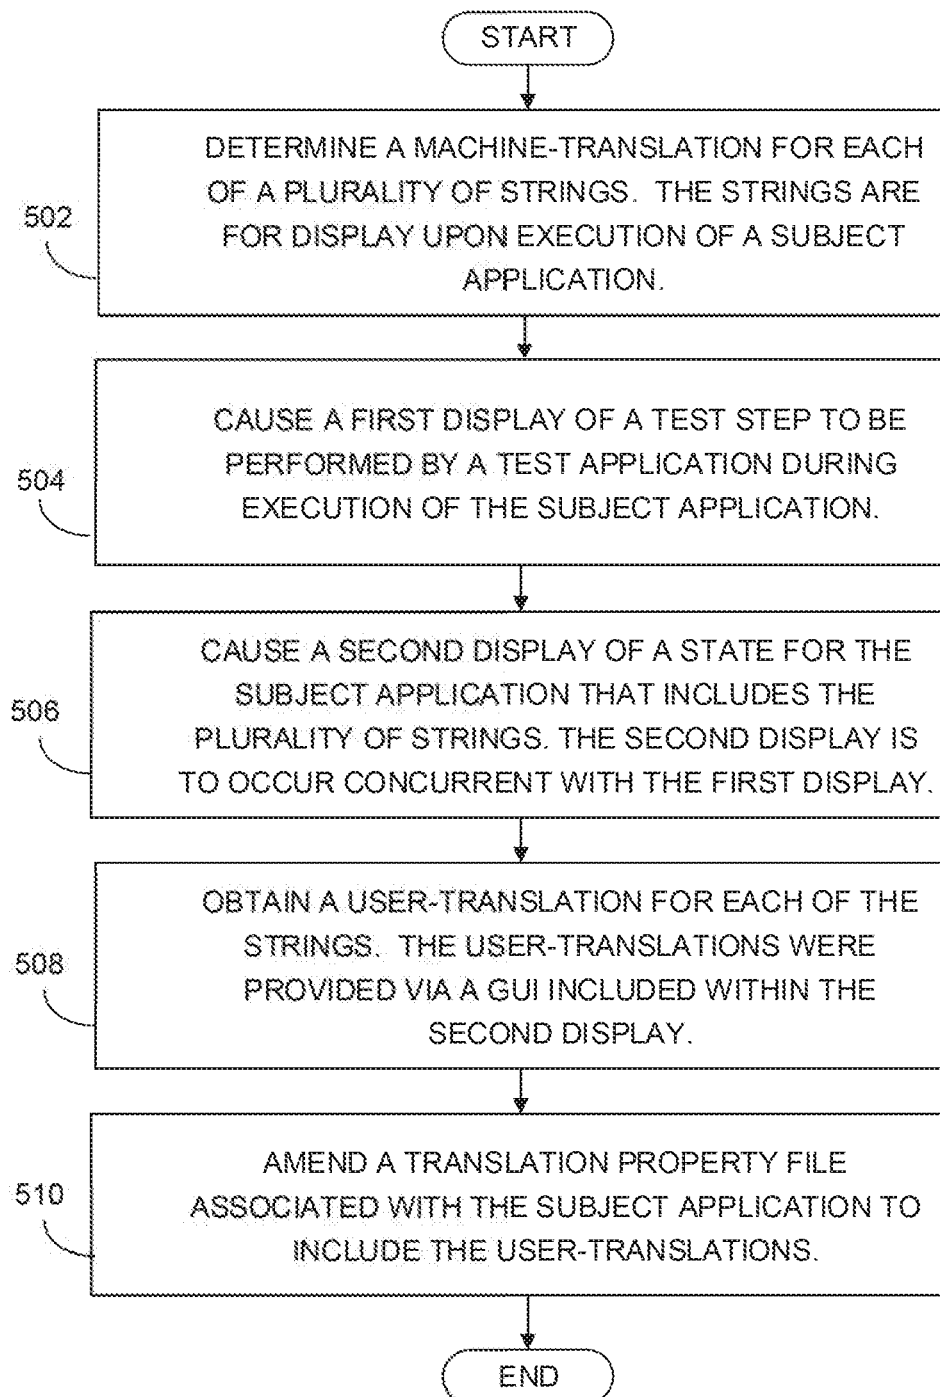 START
DETERMINE A MACHINE-TRANSLATION FOR EACH
OF A PLURALITY OF STRINGS. THE STRINGS ARE
FOR DISPLAY UPON EXECUTION OF A SUBJECT
APPLICATION.
502
CAUSE A FIRST DISPLAY OF A TEST STEP TO BE
PERFORMED BY A TEST APPLICATION DURING
EXECUTION OF THE SUBJECT APPLICATION.
504
CAUSE A SECOND DISPLAY OF A STATE FOR THE
SUBJECT APPLICATION THAT INCLUDES THE
PLURALITY OF STRINGS. THE SECOND DISPLAY IS
TO OCCUR CONCURRENT WITH THE FIRST DISPLAY.
506
OBTAIN A USER-TRANSLATION FOR EACH OF THE
STRINGS. THE USER-TRANSLATIONS WERE
PROVIDED VIA A GUI INCLUDED WITHIN THE
SECOND DISPLAY.
508
AMEND A TRANSLATION PROPERTY FILE
ASSOCIATED WITH THE SUBJECT APPLICATION TO
INCLUDE THE USER-TRANSLATIONS.
510
END